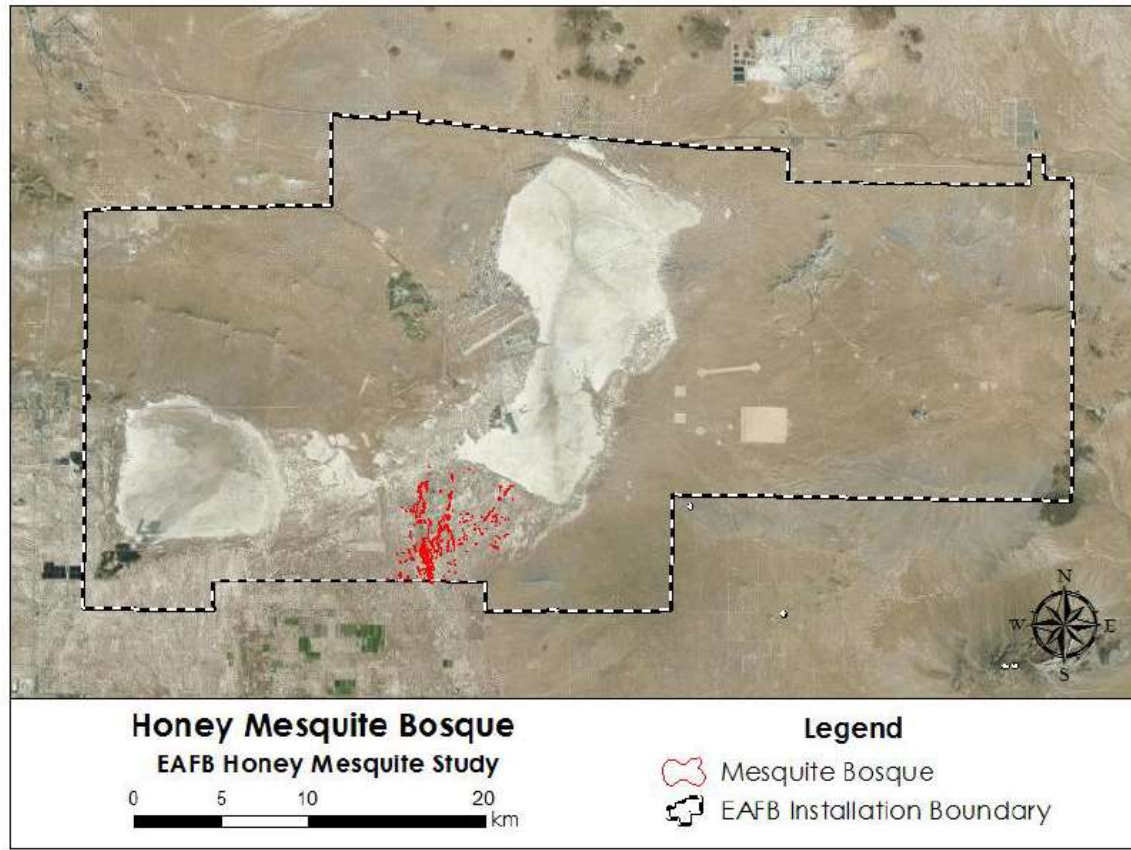 N
W E
S
Honey Mesquite Bosque
EAFB Honey Mesquite Study
0 5 10 20
km
Legend
Mesquite Bosque
EAFB Installation Boundary